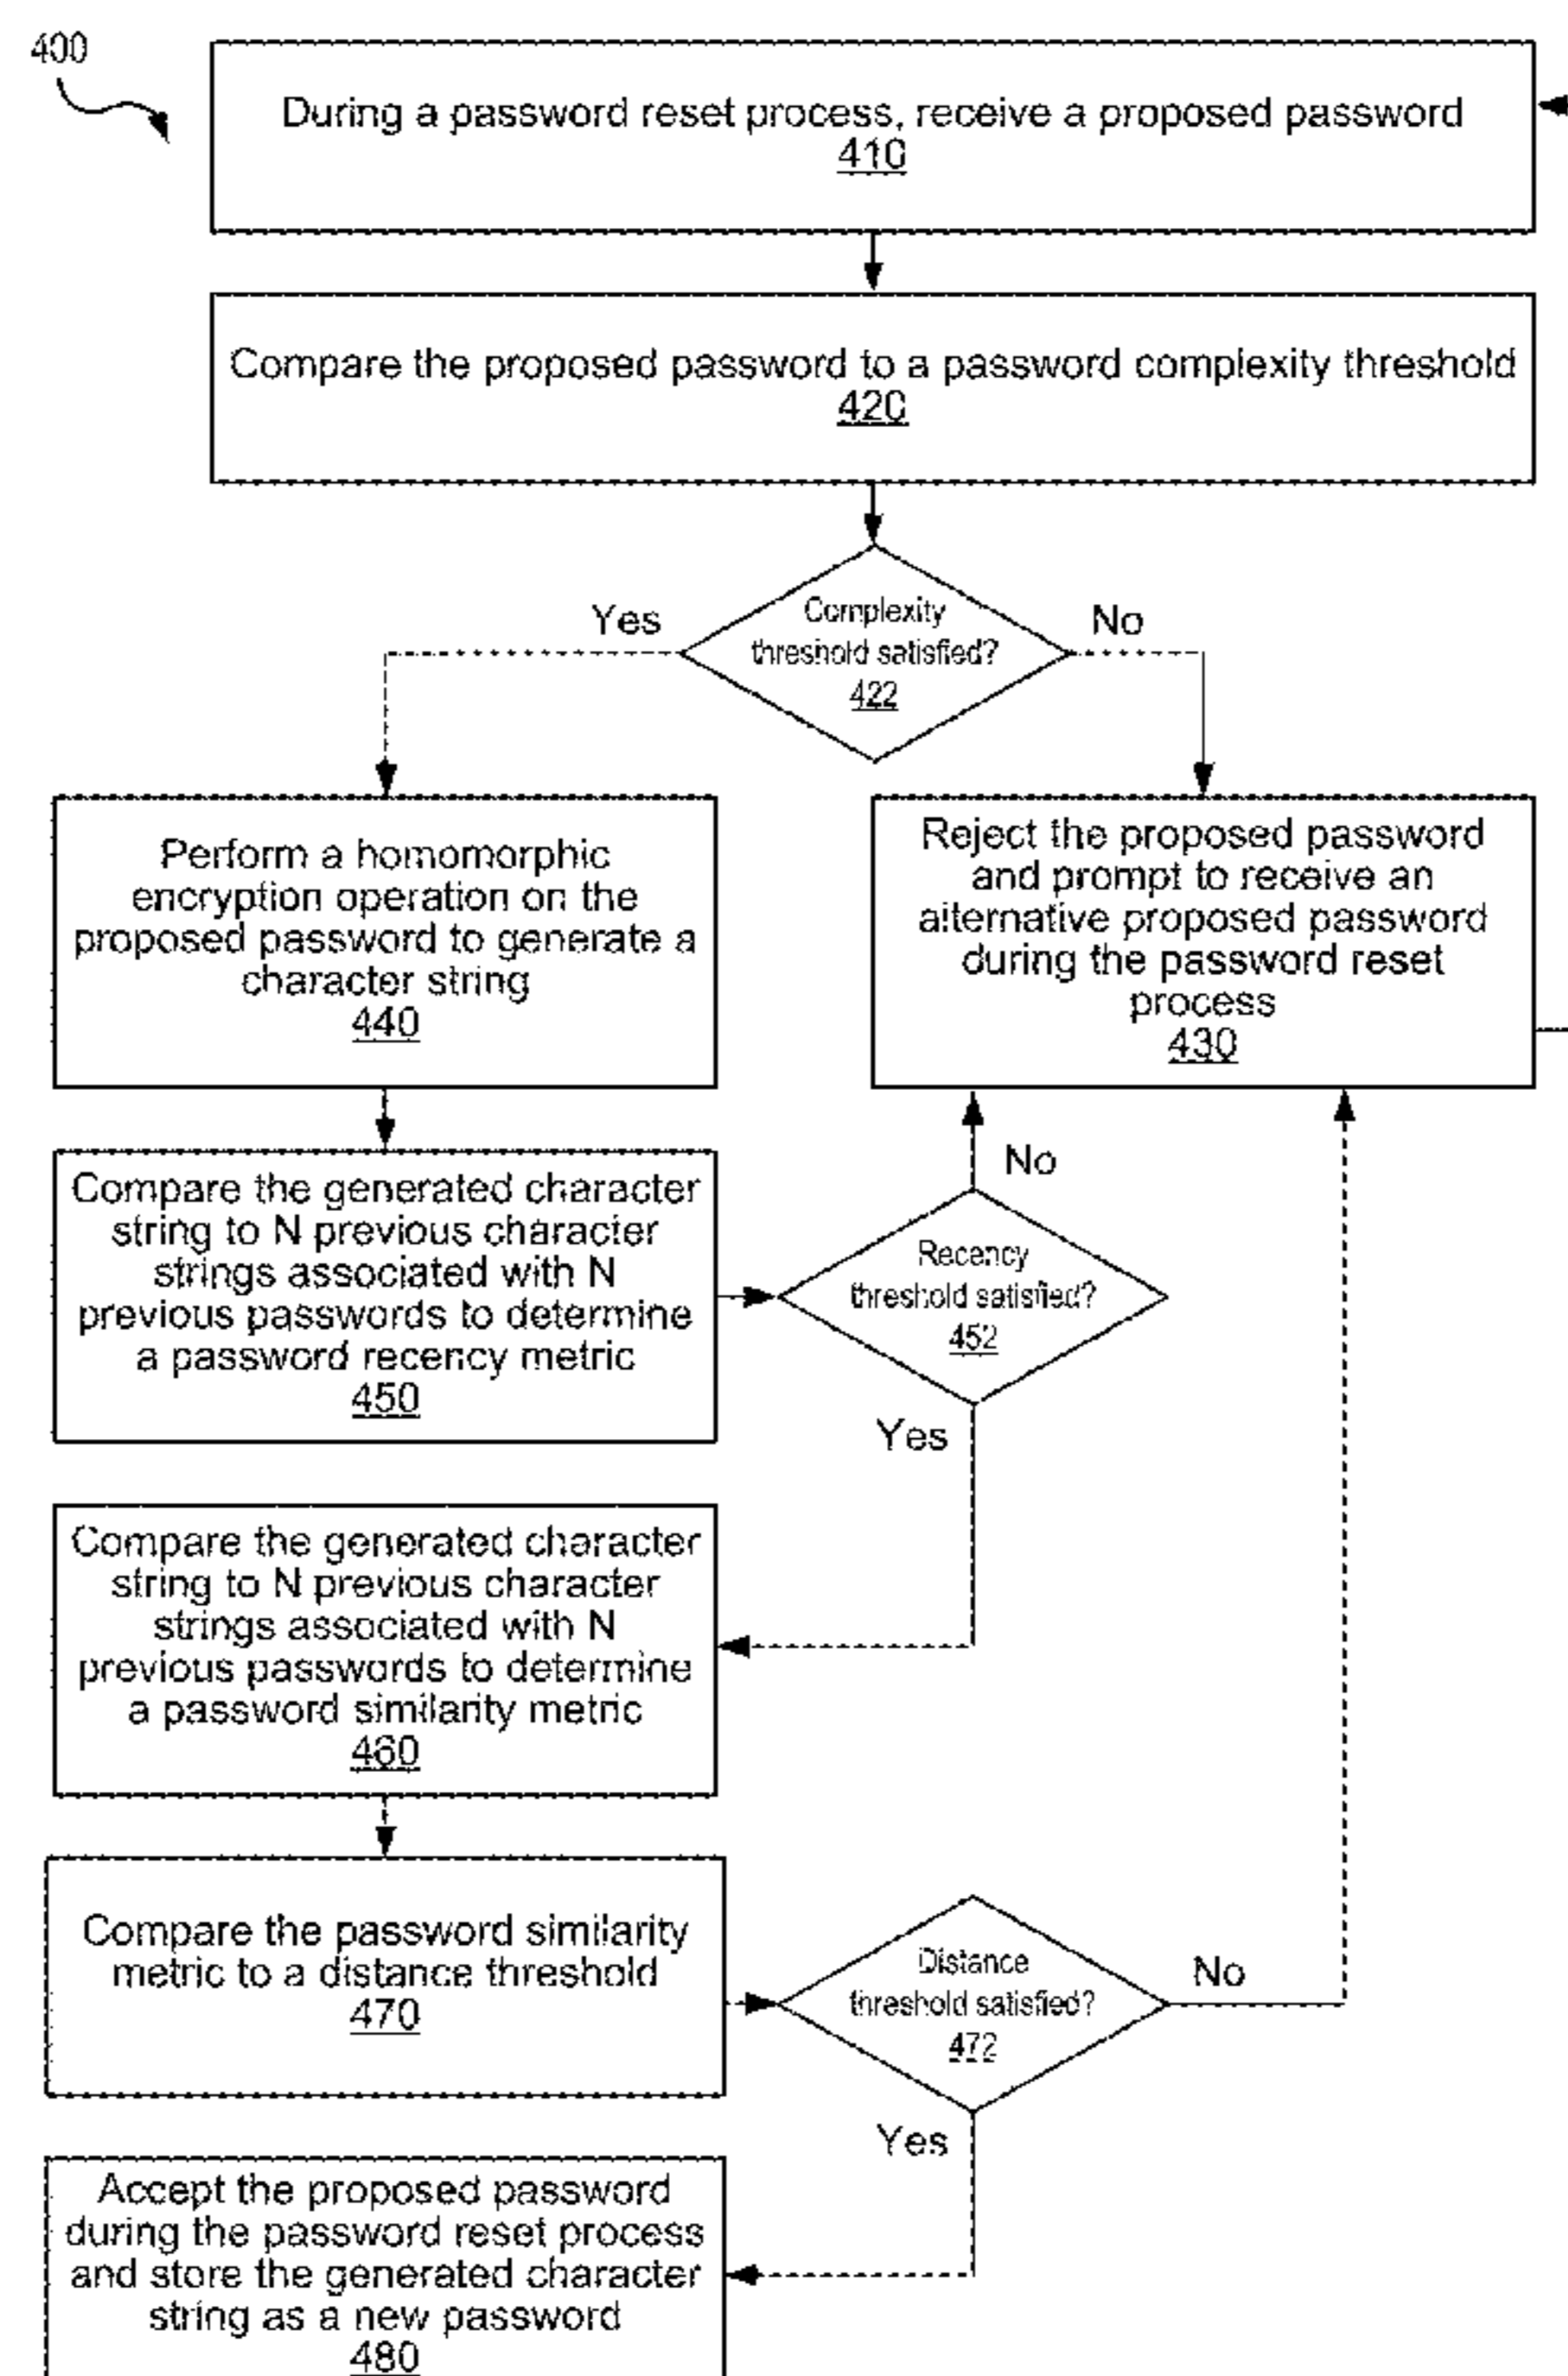 400
During a password reset process, receive a proposed password
410
Compare the proposed password to a password complexity threshold
420
Complexity
threshold satisfied?
422
Yes
No
Perform a homomorphic
encryption operation on the
proposed password to generate a
character string
440
Reject the proposed password
and prompt to receive an
alternative proposed password
during the password reset
process
430
Compare the generated character
string to N previous character
strings associated with N
previous passwords to determine
a password recency metric
450
No
Recency
threshold satisfied?
452
Yes
Compare the generated character
string to N previous character
strings associated with N
previous passwords to determine
a password similarity metric
460
Compare the password similarity
metric to a distance threshold
470
Distance
threshold satisfied?
472
No
Yes
Accept the proposed password
during the password reset process
and store the generated character
string as a new password
480